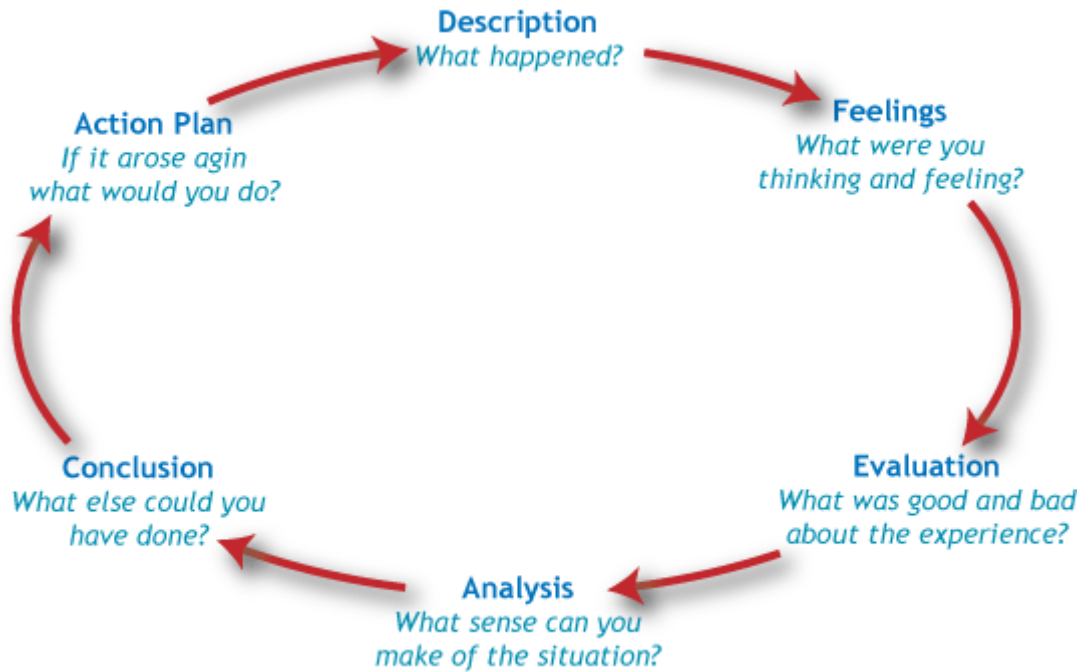 Description
What happened?
Feelings
What were you
thinking and feeling?
Evaluation
What was good and bad
about the experience?
Analysis
What sense can you
make of the situation?
Conclusion
What else could you
have done?
Action Plan
If it arose agin
what would you do?